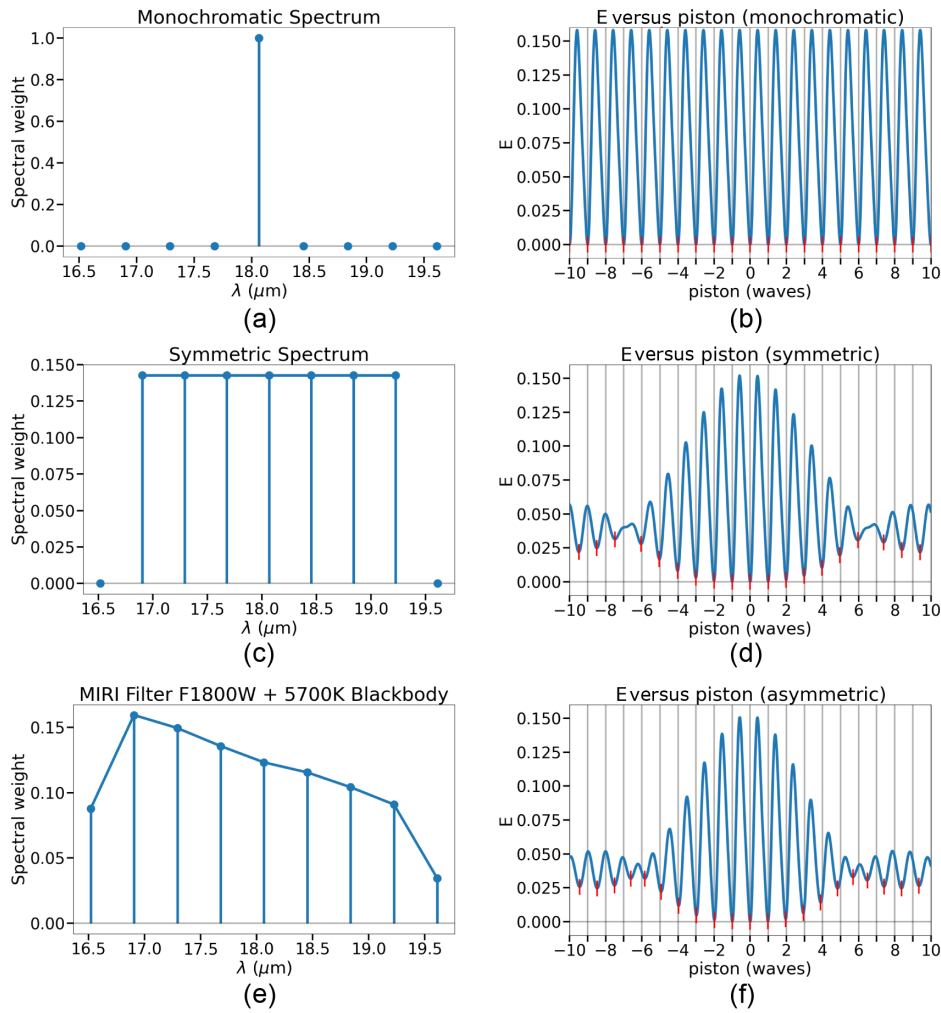 Monochromatic Spectrum
Spectral weight
1.0
0.8
0.6
0.4
0.2
0.0
16.5 17.0 17.5 18.0 18.5 19.0 19.5
λ (μm)
(a)
E versus piston (monochromatic)
E
0.150
0.125
0.100
0.075
0.050
0.025
0.000
−10 −8 −6 −4 −2 0 2 4 6 8 10
piston (waves)
(b)
Symmetric Spectrum
Spectral weight
0.150
0.125
0.100
0.075
0.050
0.025
0.000
16.5 17.0 17.5 18.0 18.5 19.0 19.5
λ (μm)
(c)
E versus piston (symmetric)
E
0.150
0.125
0.100
0.075
0.050
0.025
0.000
−10 −8 −6 −4 −2 0 2 4 6 8 10
piston (waves)
(d)
MIRI Filter F1800W + 5700K Blackbody
Spectral weight
0.15
0.10
0.05
0.00
16.5 17.0 17.5 18.0 18.5 19.0 19.5
λ (μm)
(e)
E versus piston (asymmetric)
E
0.150
0.125
0.100
0.075
0.050
0.025
0.000
−10 −8 −6 −4 −2 0 2 4 6 8 10
piston (waves)
(f)